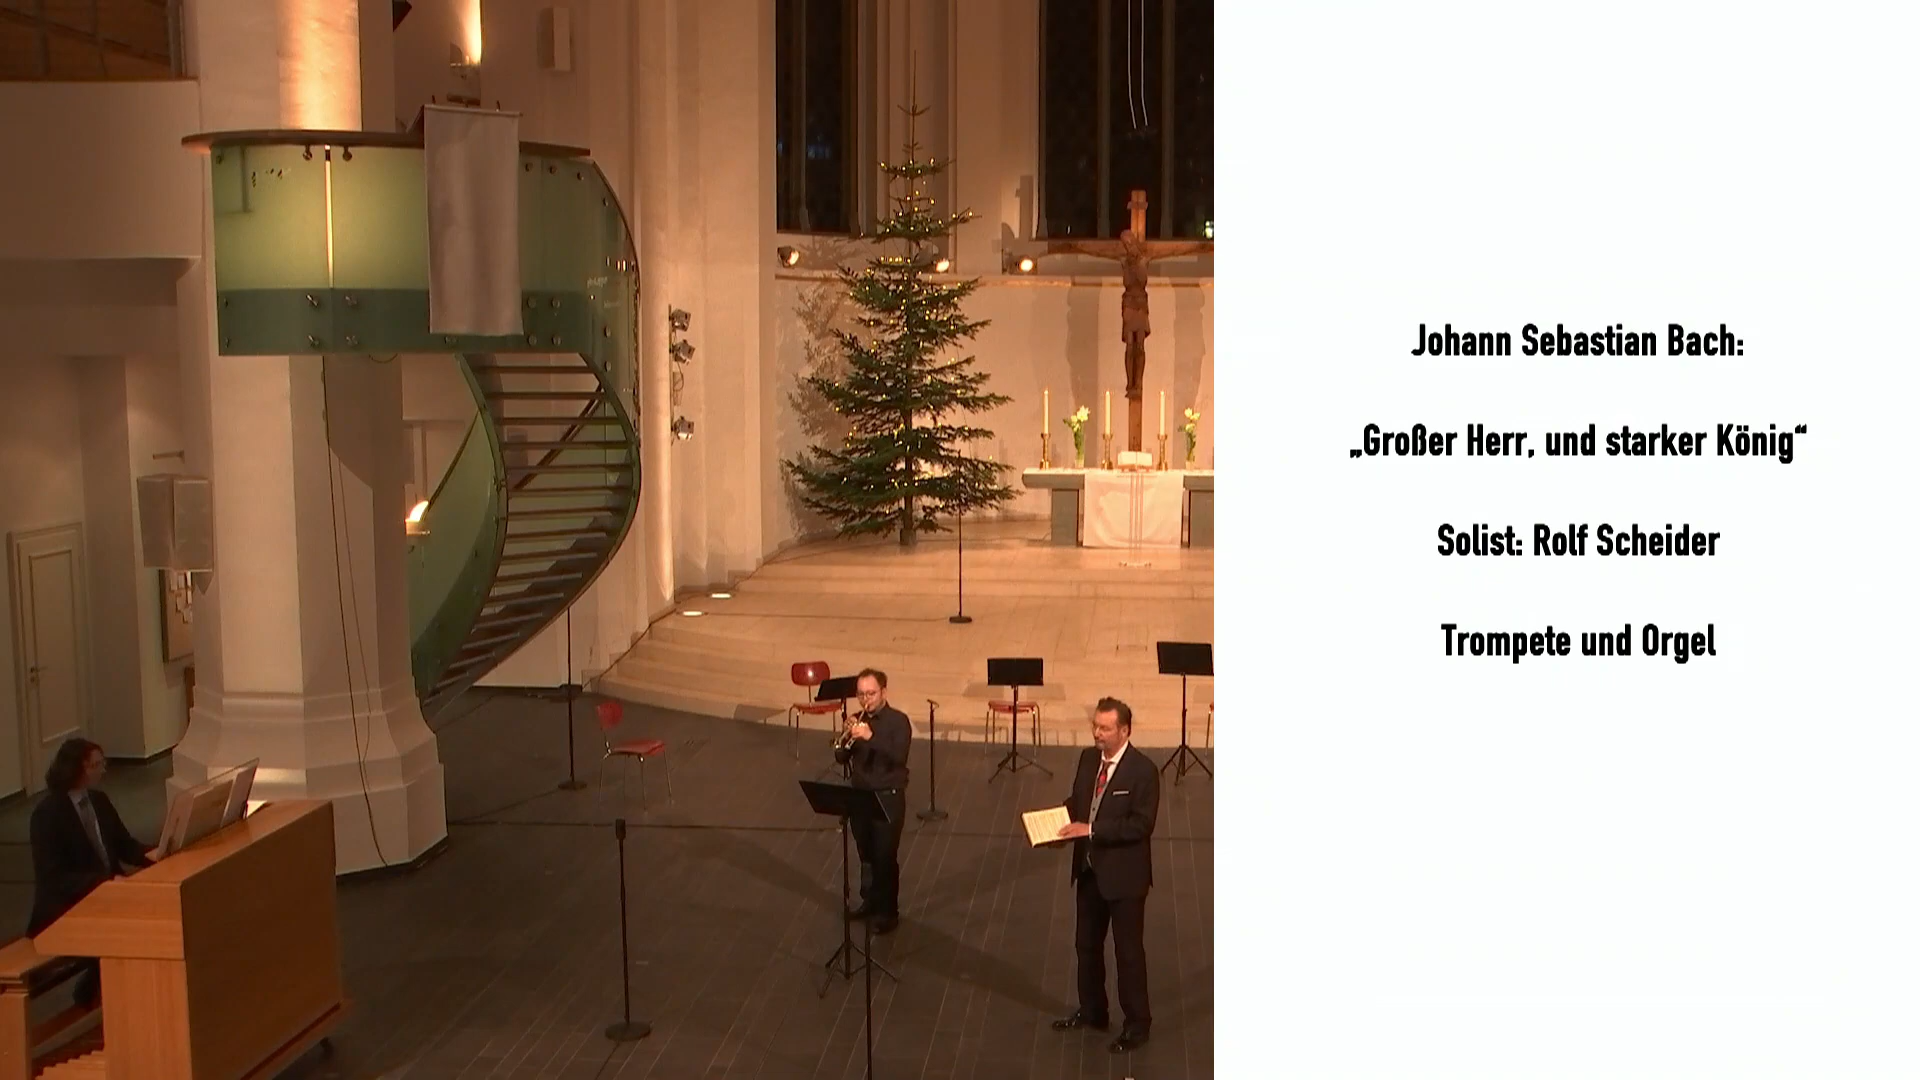 Johann Sebastian Bach:
„Großer Herr, und starker König“
Solist: Rolf Scheider
Trompete und Orgel